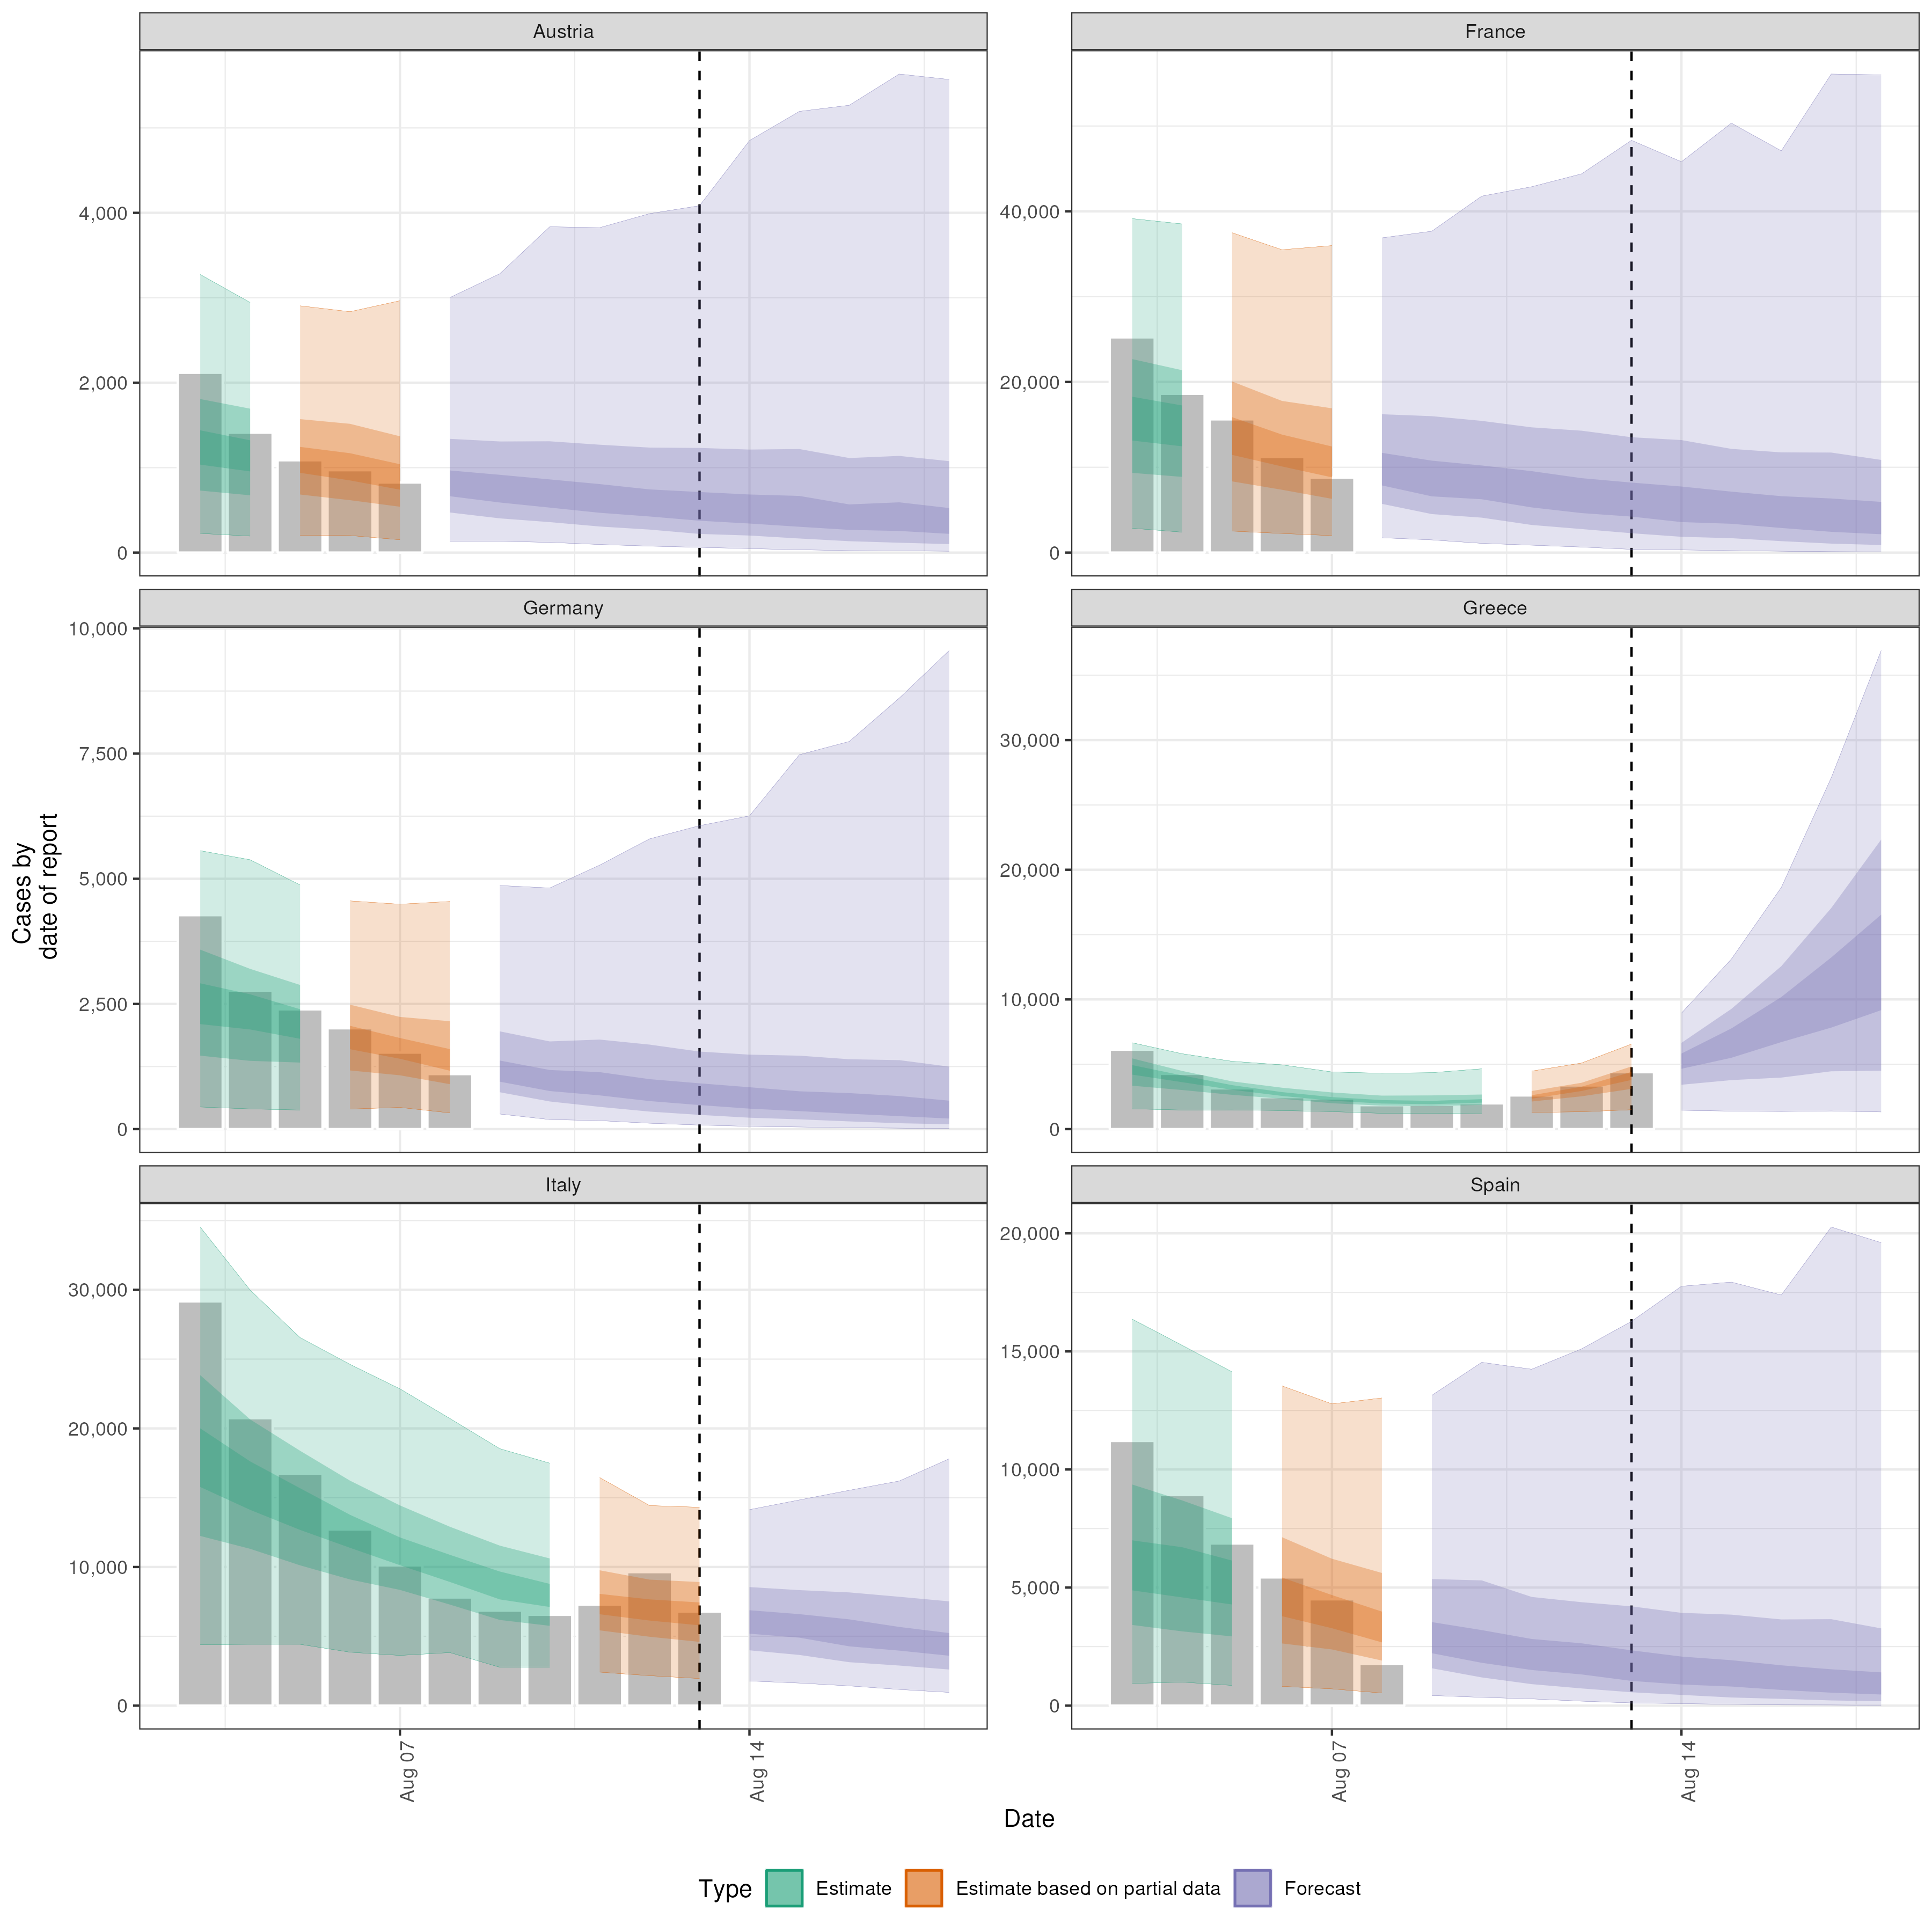 Austria
France
4,000
2,000
0
40,000
20,000
0
Germany
Greece
10,000
7,500
5,000
2,500
0
30,000
20,000
10,000
0
Cases by
date of report
Italy
Spain
30,000
20,000
10,000
0
20,000
15,000
10,000
5,000
0
Aug 07
Aug 14
Aug 07
Aug 14
Date
Type
Estimate
Estimate based on partial data
Forecast